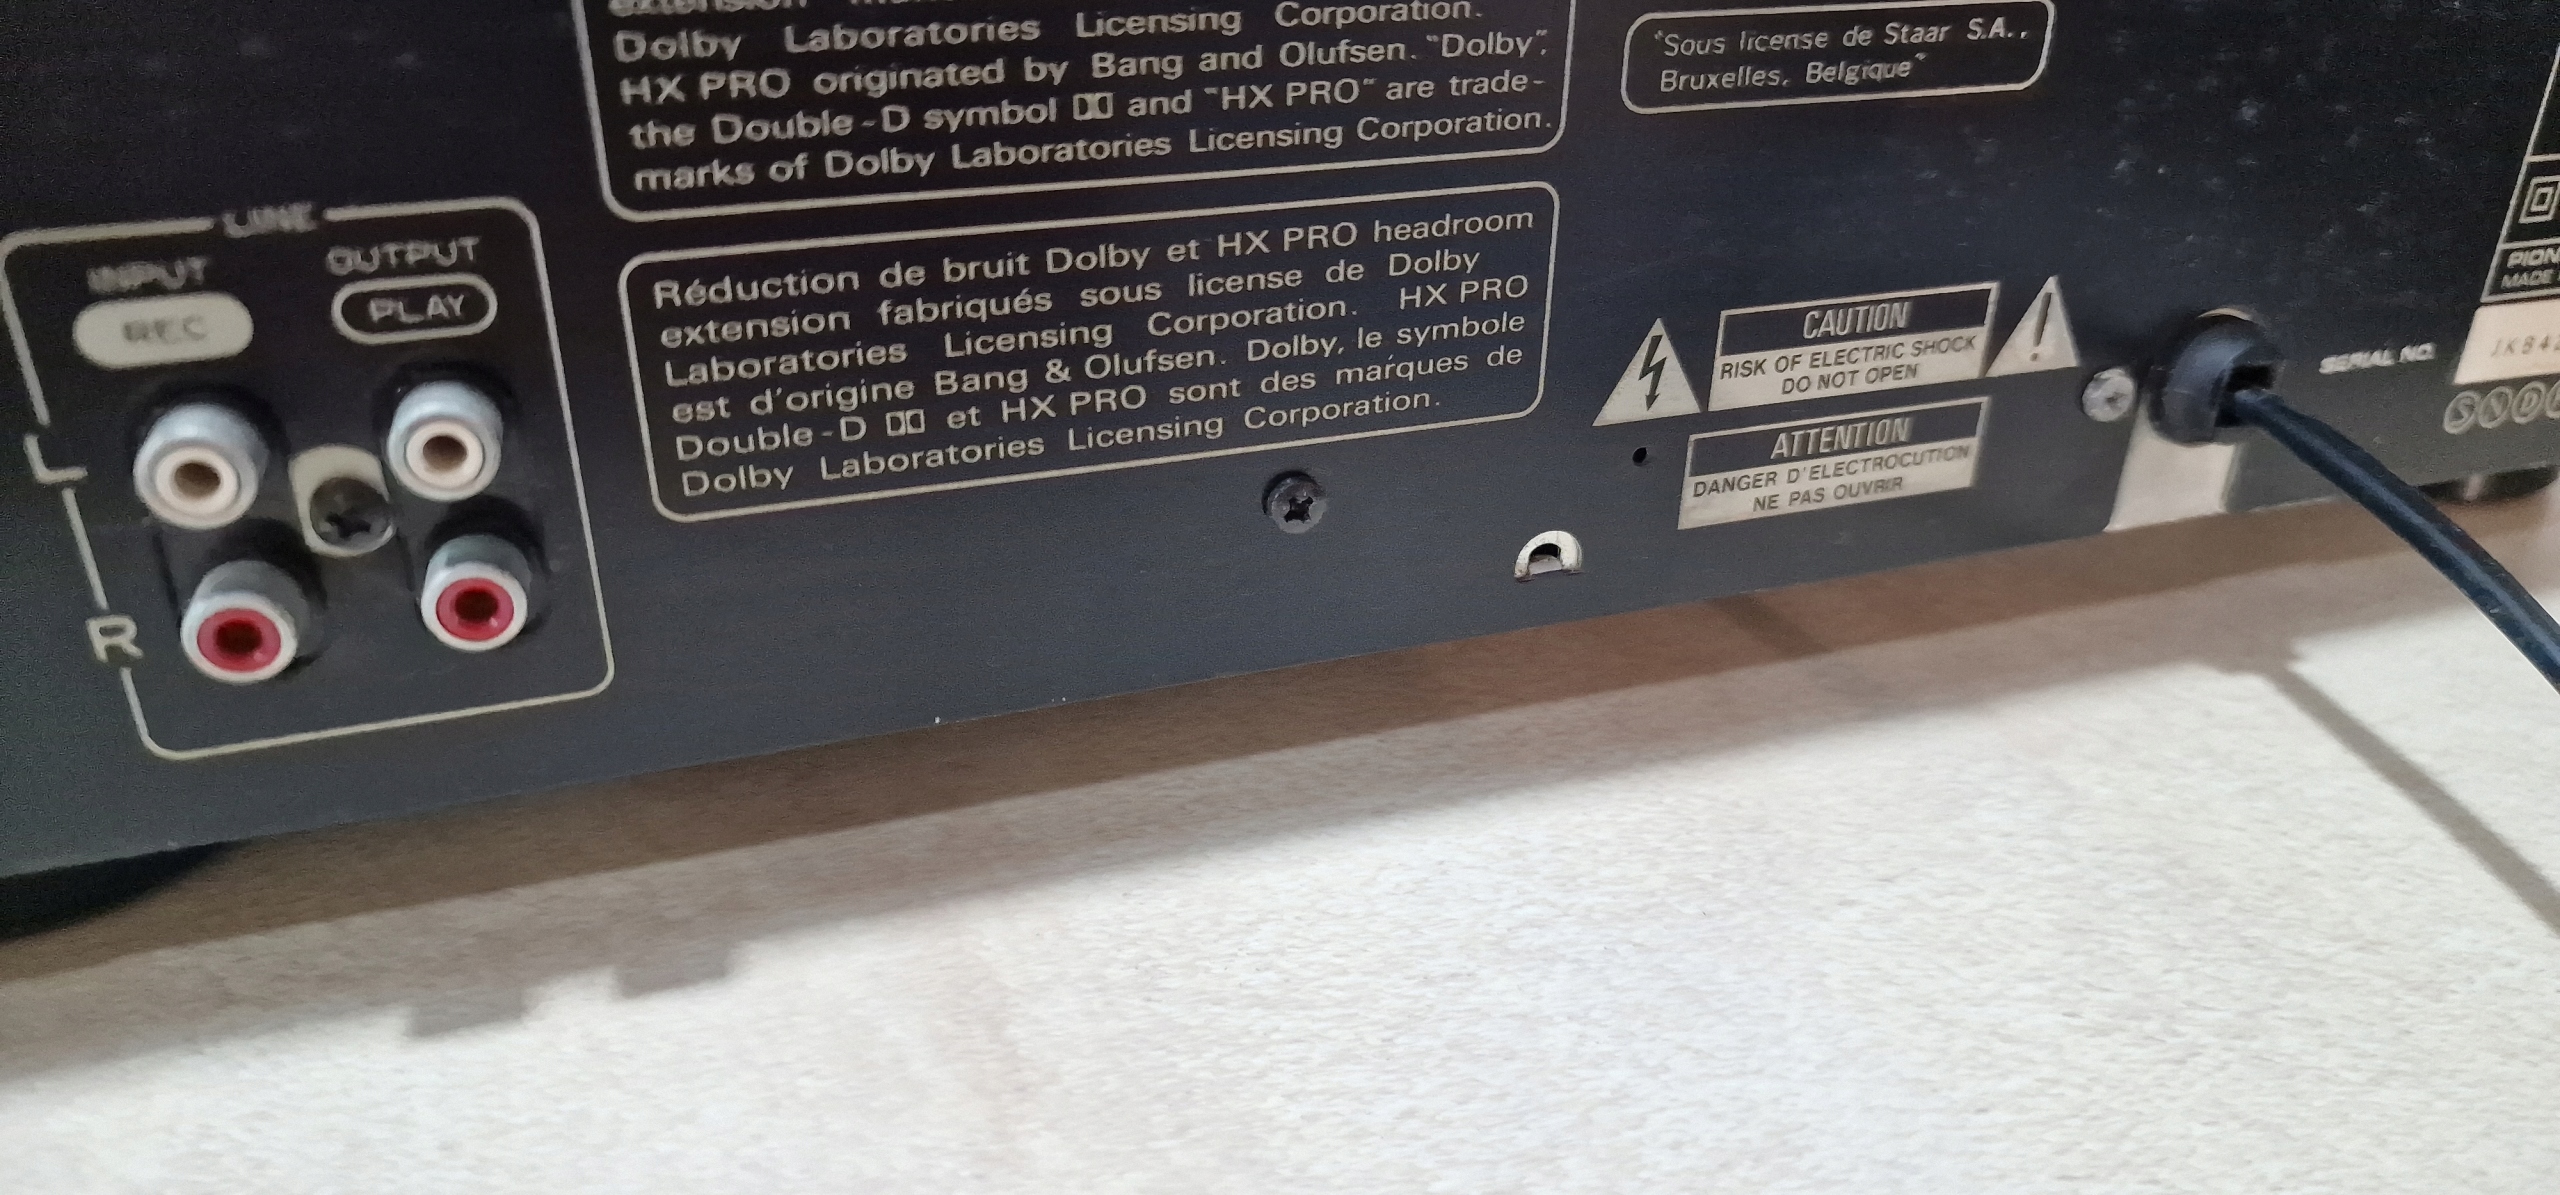 extension
Dolby Laboratories Licensing Corporation.
HX PRO originated by Bang and Olufsen. "Dolby",
the Double-D symbol and "HX PRO" are trade-
marks of Dolby Laboratories Licensing Corporation.
"Sous license de Staar S.A.,
Bruxelles, Belgique"
LINE
INPUT
OUTPUT
REC
PLAY
L
R
Réduction de bruit Dolby et HX PRO headroom
extension fabriqués sous license de Dolby
Laboratories Licensing Corporation. HX PRO
est d'origine Bang & Olufsen. Dolby, le symbole
Double-D et HX PRO sont des marques de
Dolby Laboratories Licensing Corporation.
CAUTION
RISK OF ELECTRIC SHOCK
DO NOT OPEN
ATTENTION
DANGER D'ELECTROCUTION
NE PAS OUVRIR
PION
MADE
SERIAL NO.